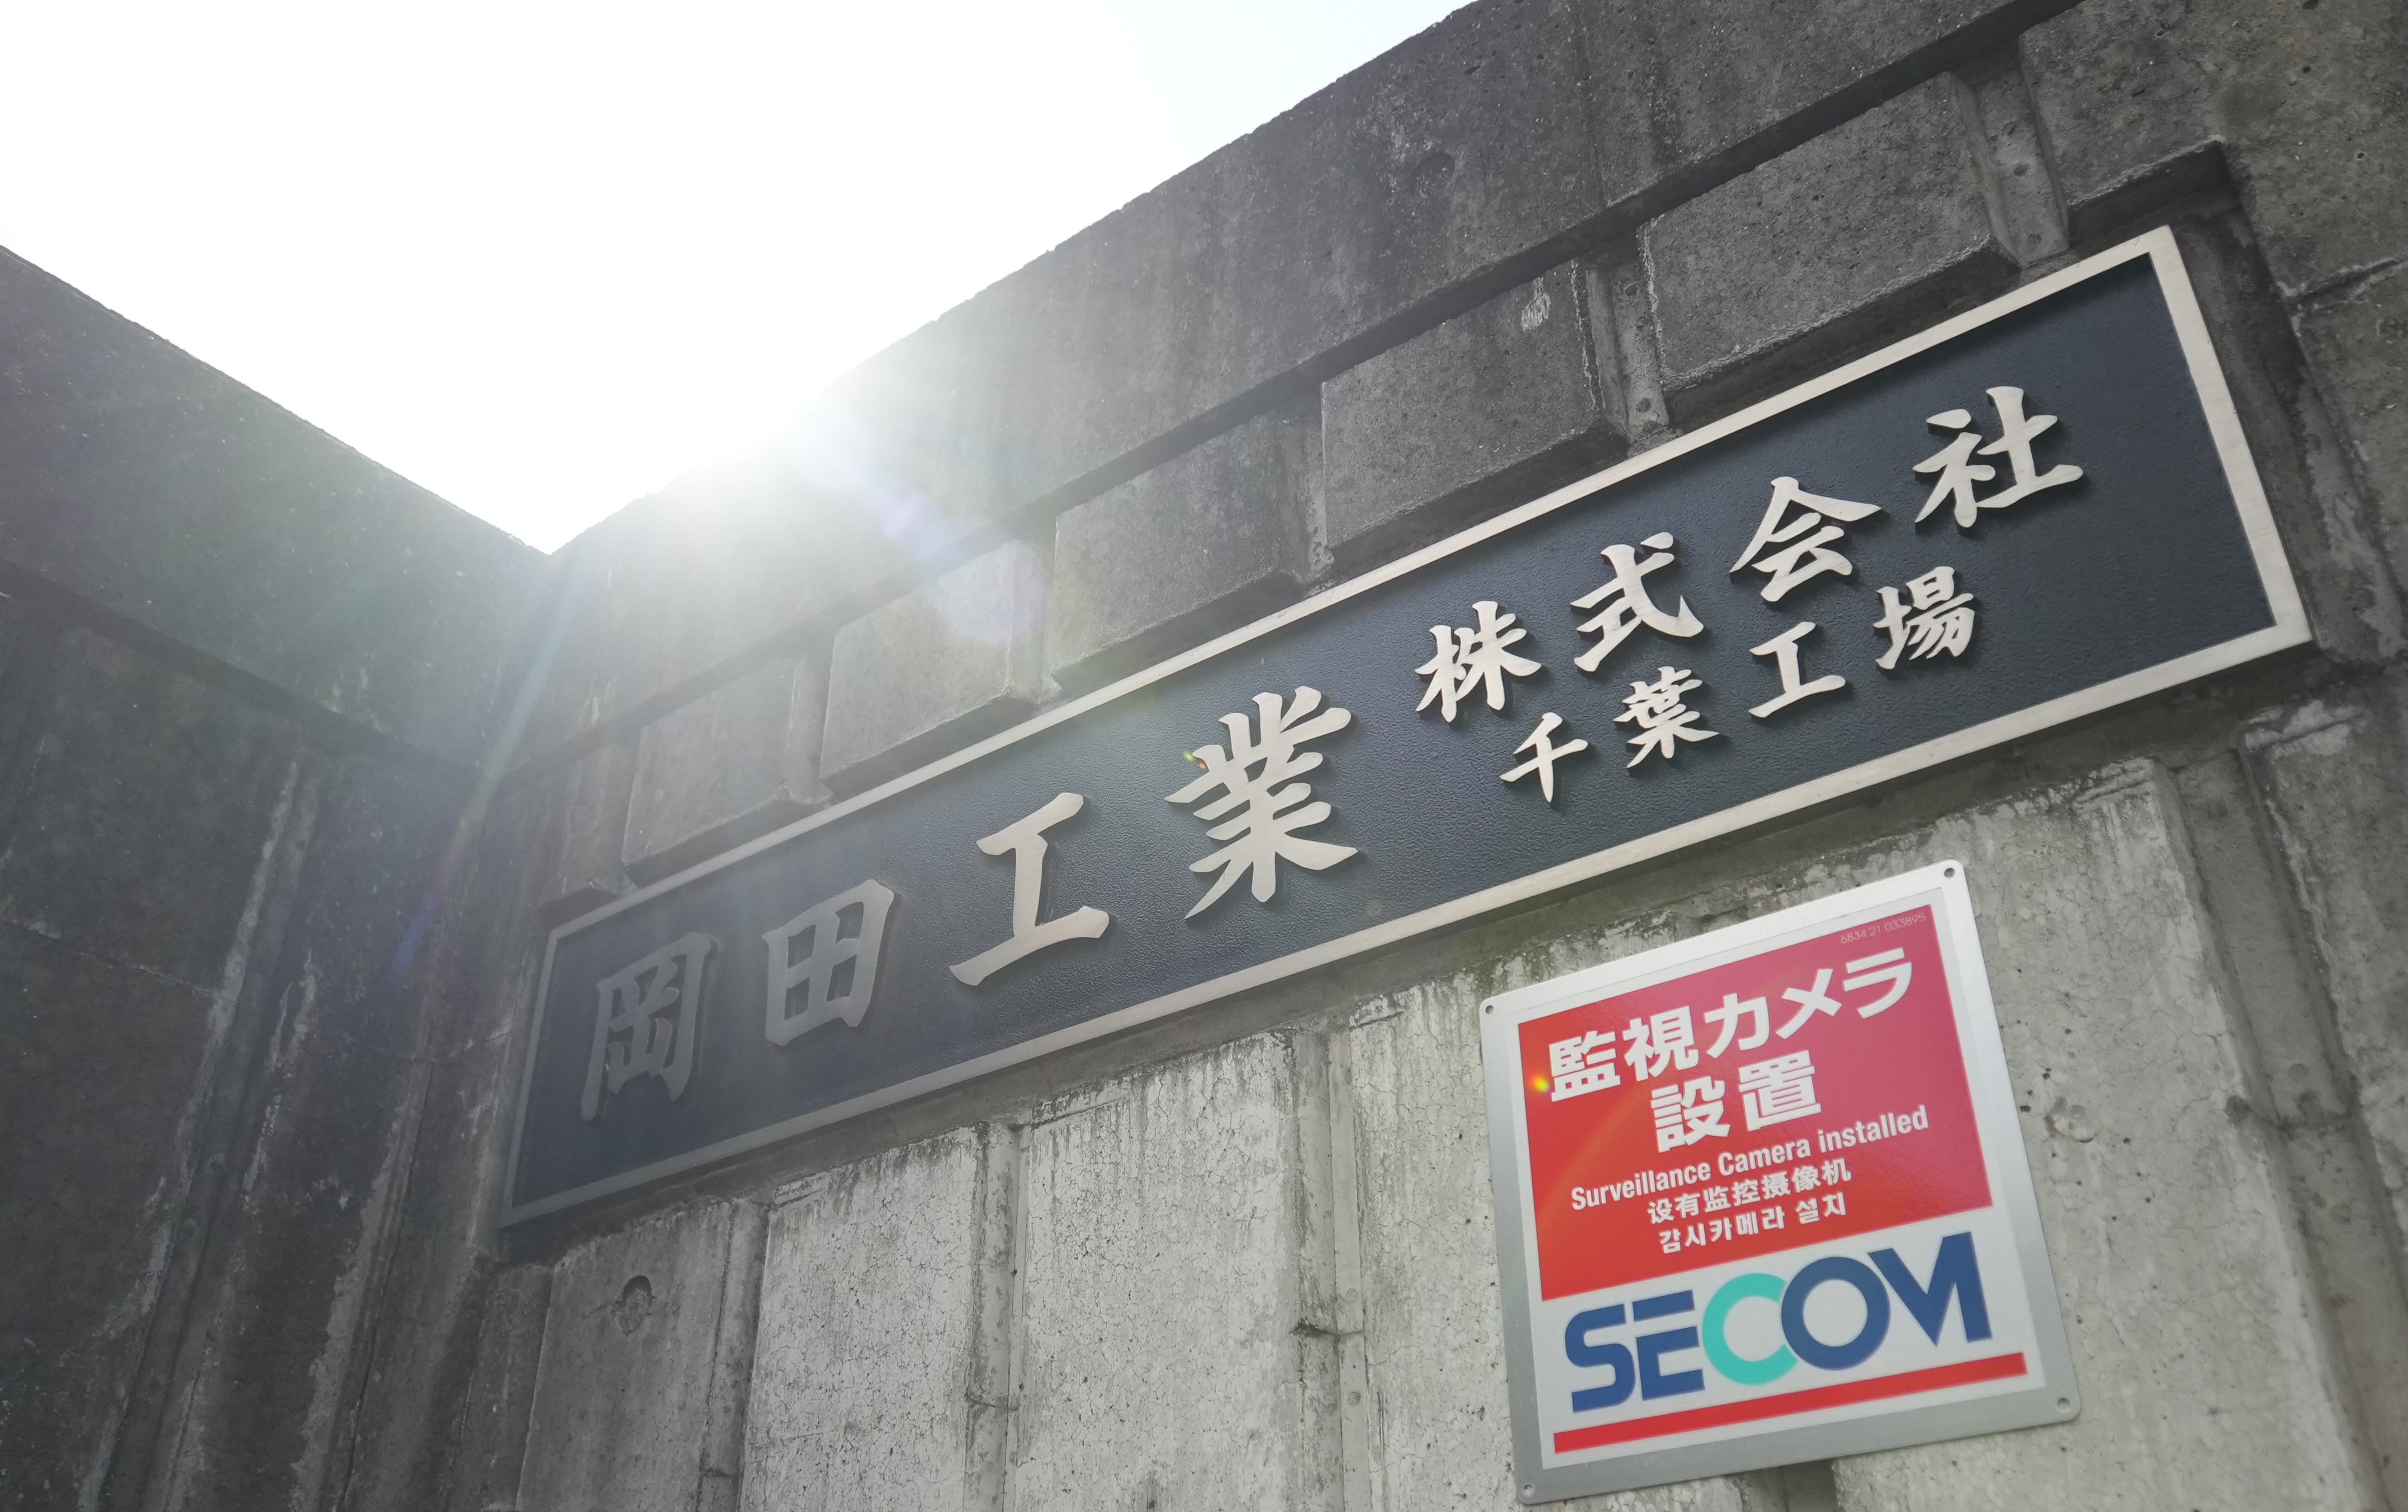 岡田工業 株式会社
千葉工場
6834 21 033895
監視カメラ
設置
Surveillance Camera installed
设有监控摄像机
감시카메라 설치
SECOM